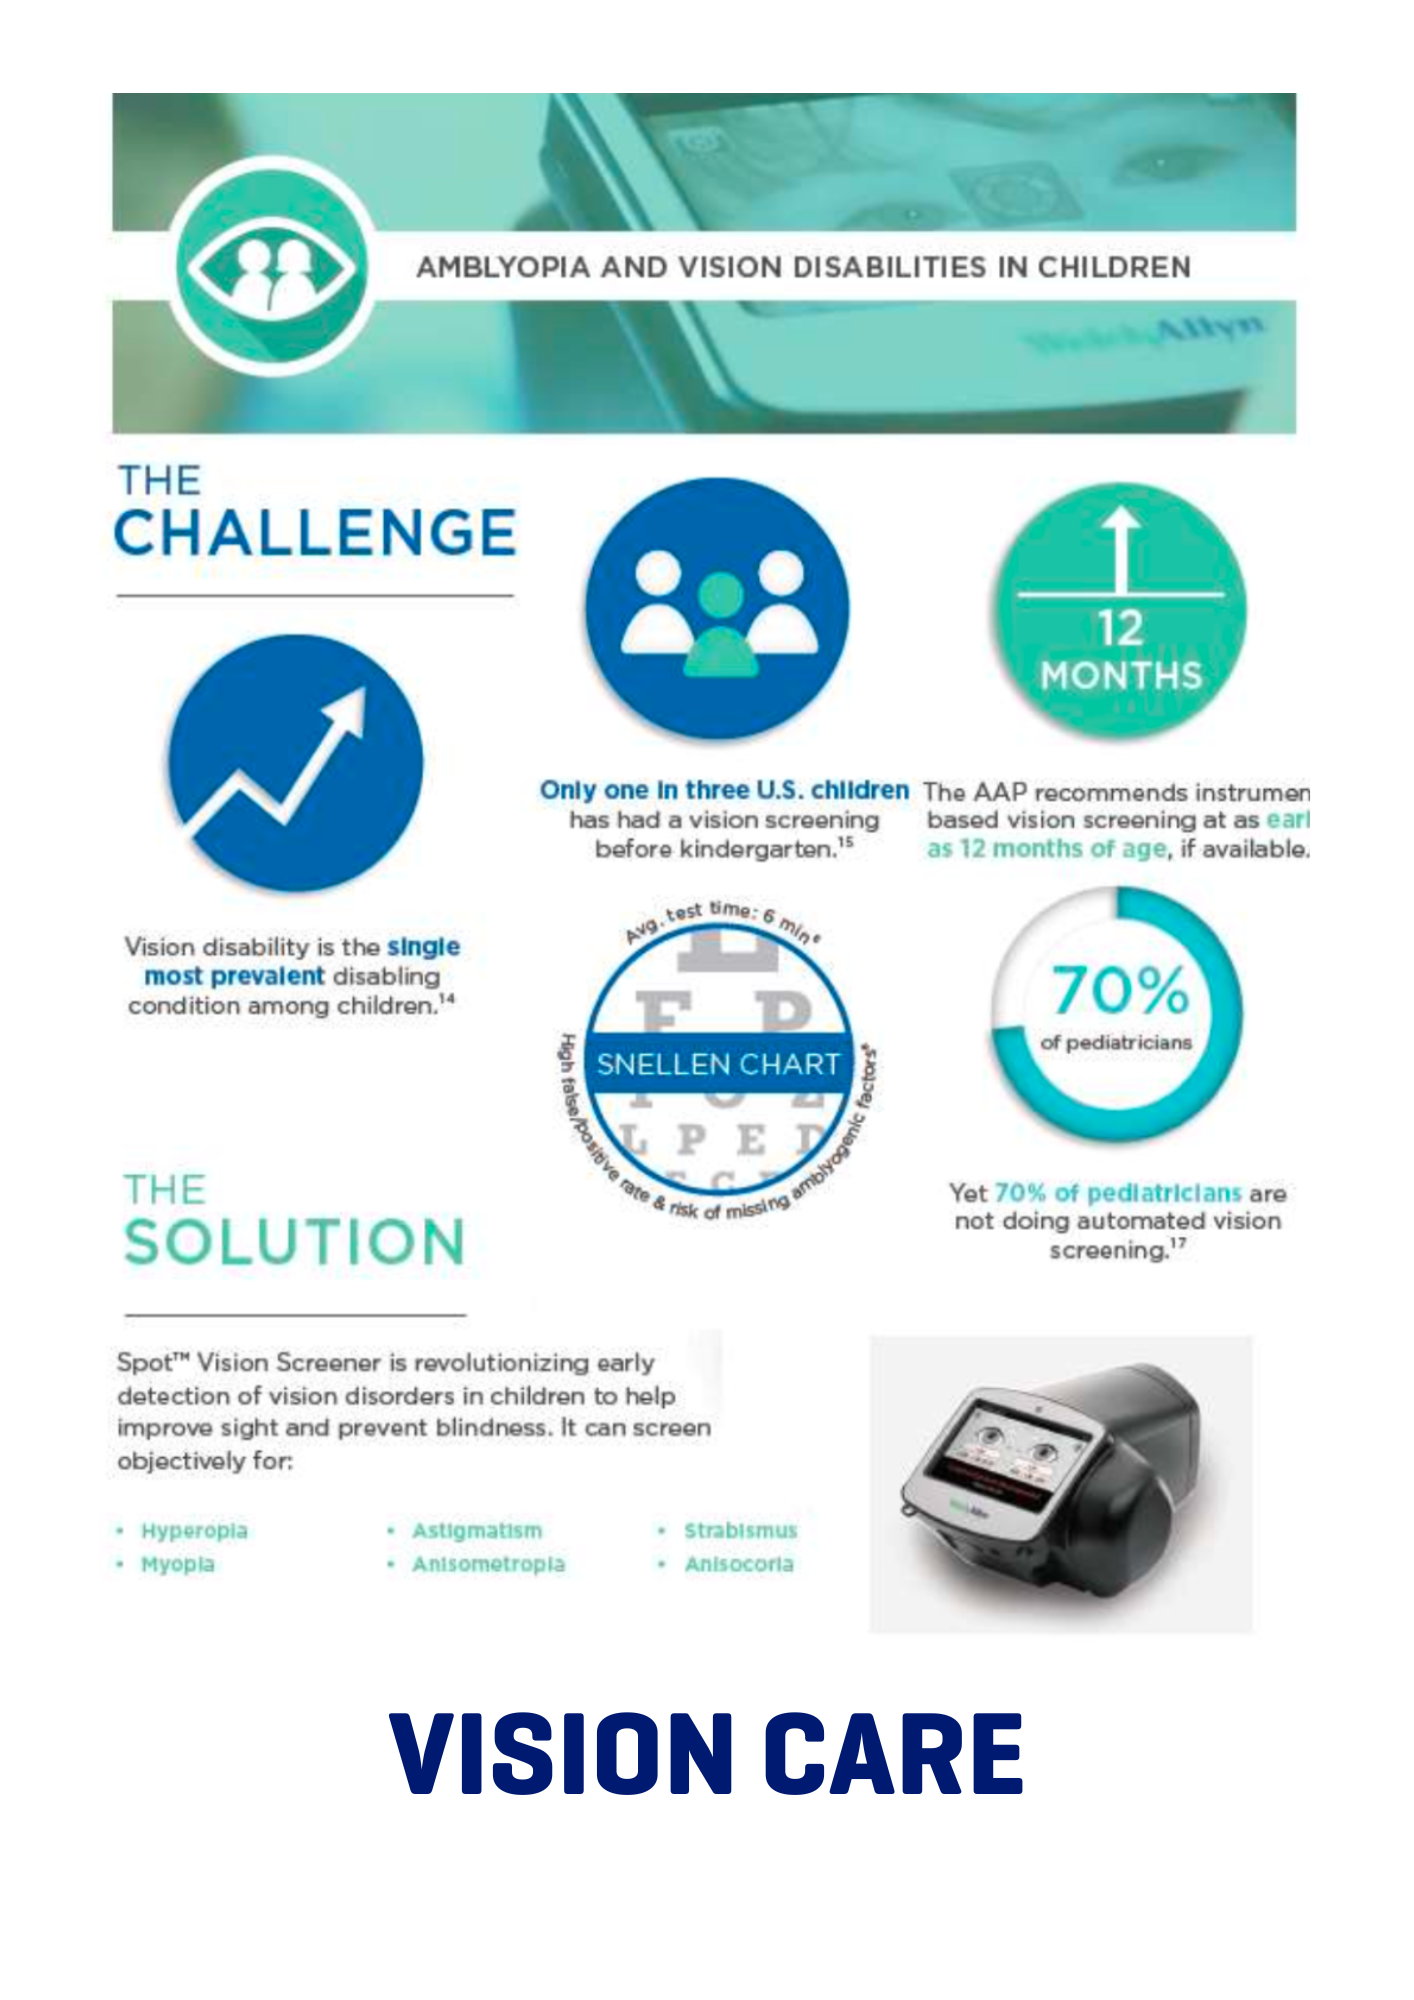 WelchAllyn
AMBLYOPIA AND VISION DISABILITIES IN CHILDREN
THE
CHALLENGE
Vision disability is the single
most prevalent disabling
condition among children.¹⁴
Only one in three U.S. children
has had a vision screening
before kindergarten.¹⁵
12
MONTHS
The AAP recommends instrumen
based vision screening at as earl
as 12 months of age, if available.
Avg. test time: 6 min
F P
SNELLEN CHART
L P E D
High false/positive rate & risk of missing amblyogenic factors
70%
of pediatricians
Yet 70% of pediatricians are
not doing automated vision
screening.¹⁷
THE
SOLUTION
Spot™ Vision Screener is revolutionizing early
detection of vision disorders in children to help
improve sight and prevent blindness. It can screen
objectively for:
• Hyperopia
• Myopia
• Astigmatism
• Anisometropia
• Strabismus
• Anisocoria
VISION CARE